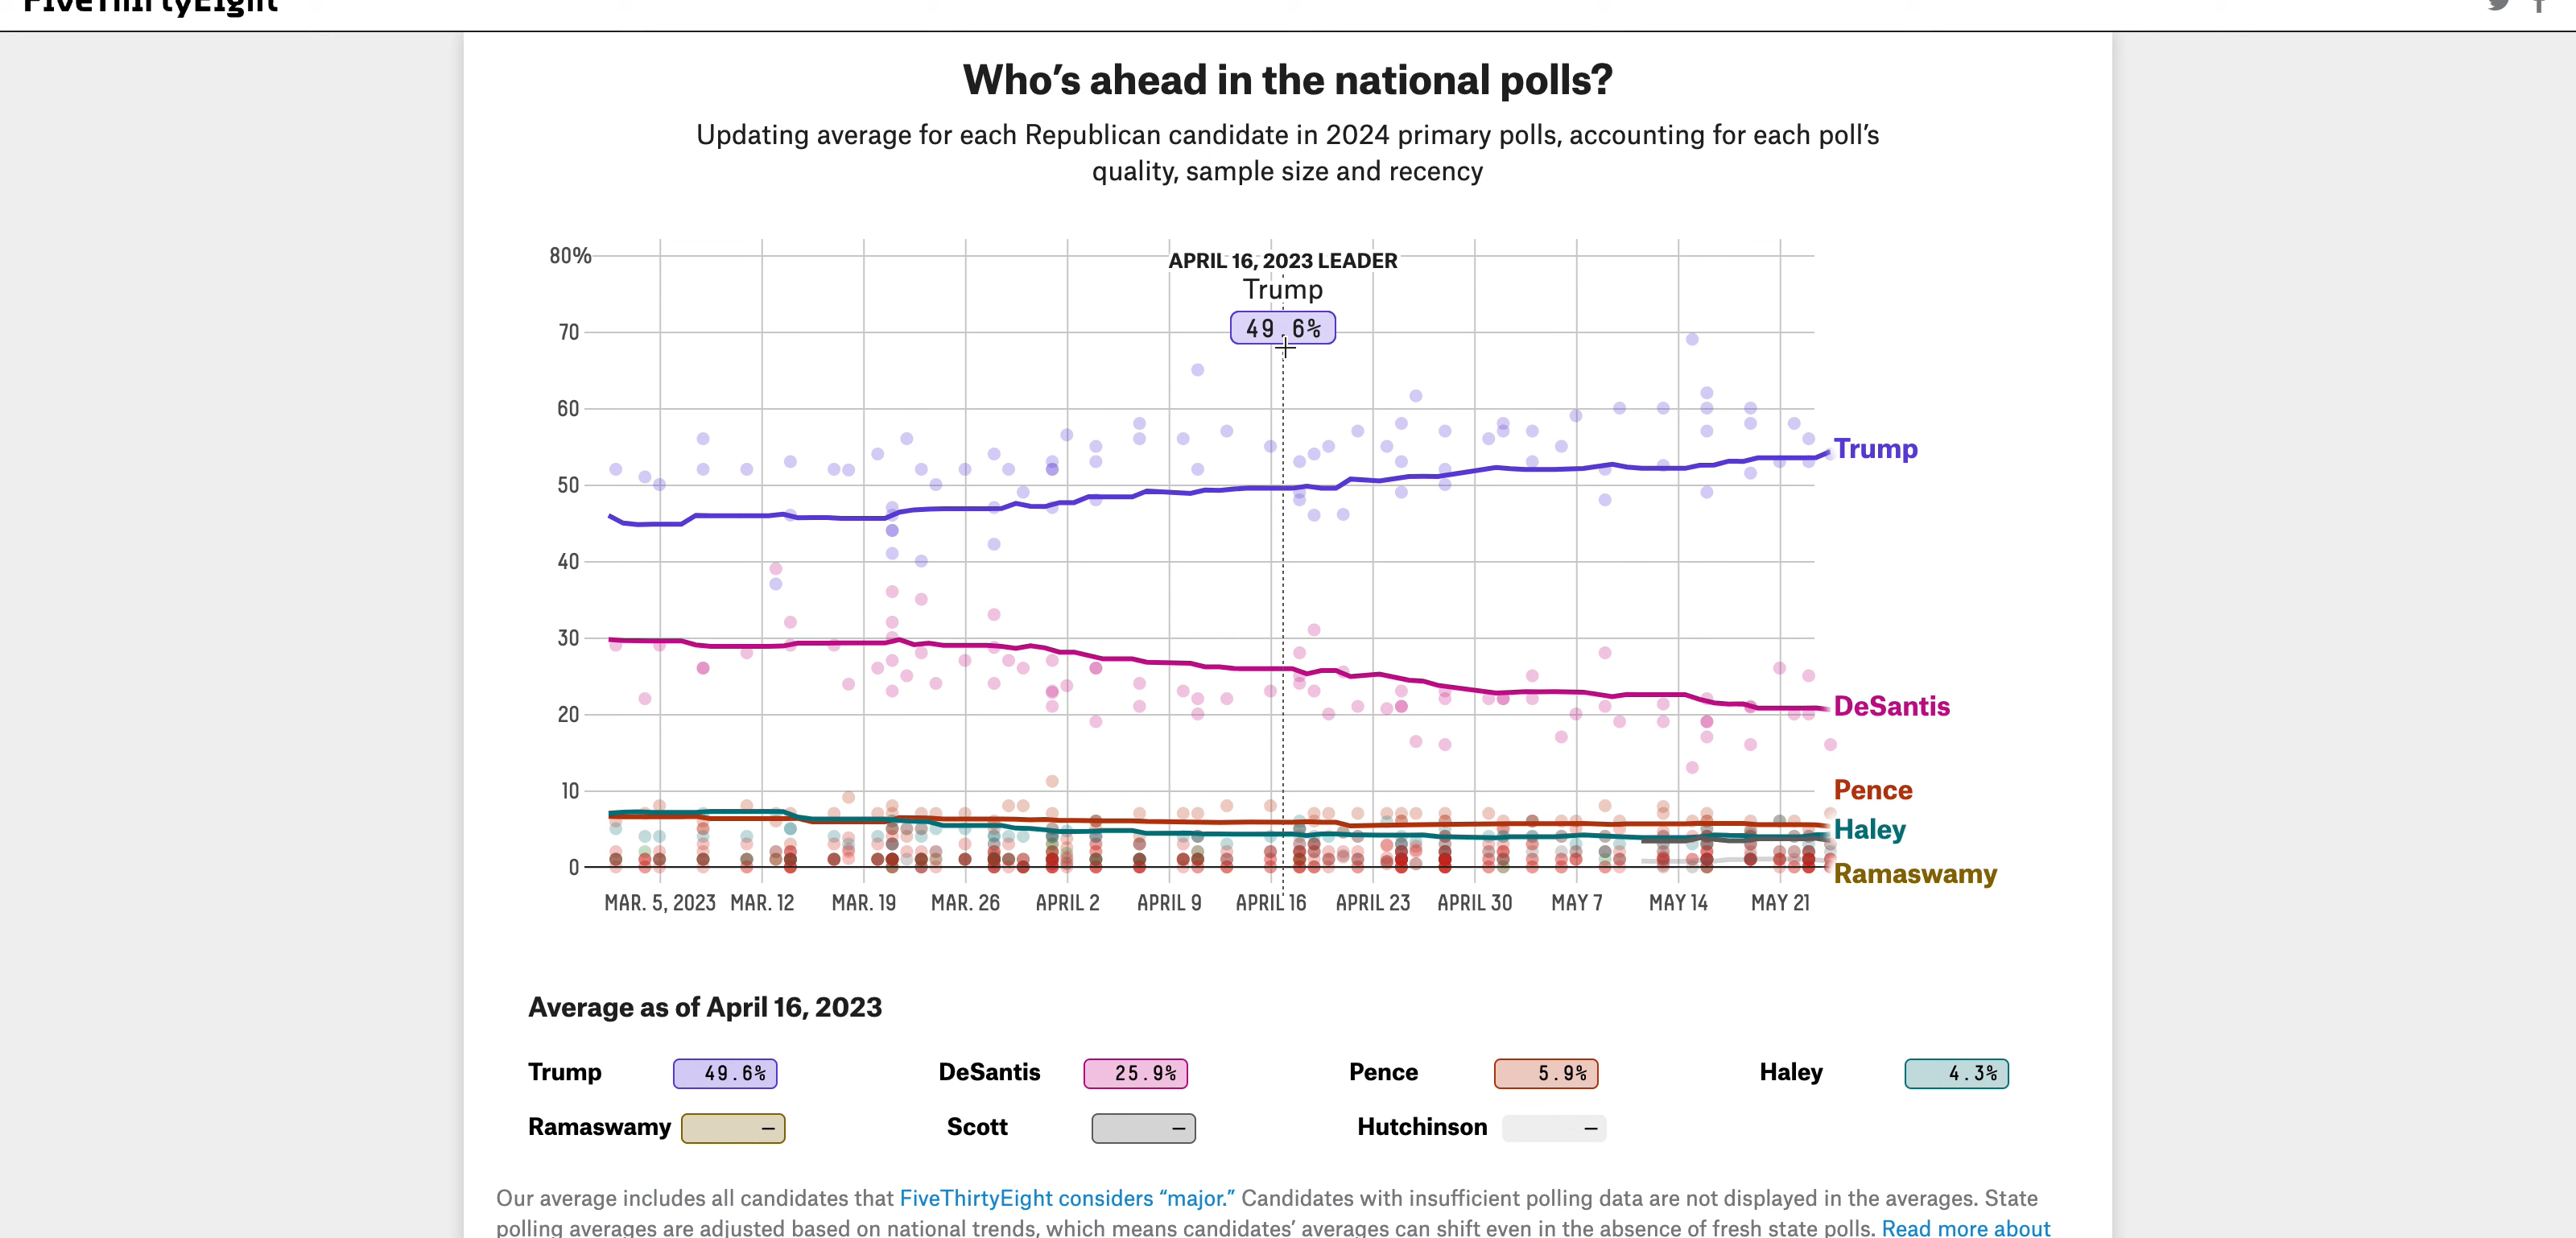 FiveThirtyEight
Who’s ahead in the national polls?
Updating average for each Republican candidate in 2024 primary polls, accounting for each poll’s
quality, sample size and recency
80%
APRIL 16, 2023 LEADER
Trump
49.6%
70
60
50
40
30
20
10
0
Trump
DeSantis
Pence
Haley
Ramaswamy
MAR. 5, 2023 MAR. 12 MAR. 19 MAR. 26 APRIL 2 APRIL 9 APRIL 16 APRIL 23 APRIL 30 MAY 7 MAY 14 MAY 21
Average as of April 16, 2023
Trump 49.6% DeSantis 25.9% Pence 5.9% Haley 4.3%
Ramaswamy – Scott – Hutchinson –
Our average includes all candidates that FiveThirtyEight considers “major.” Candidates with insufficient polling data are not displayed in the averages. State
polling averages are adjusted based on national trends, which means candidates’ averages can shift even in the absence of fresh state polls. Read more about